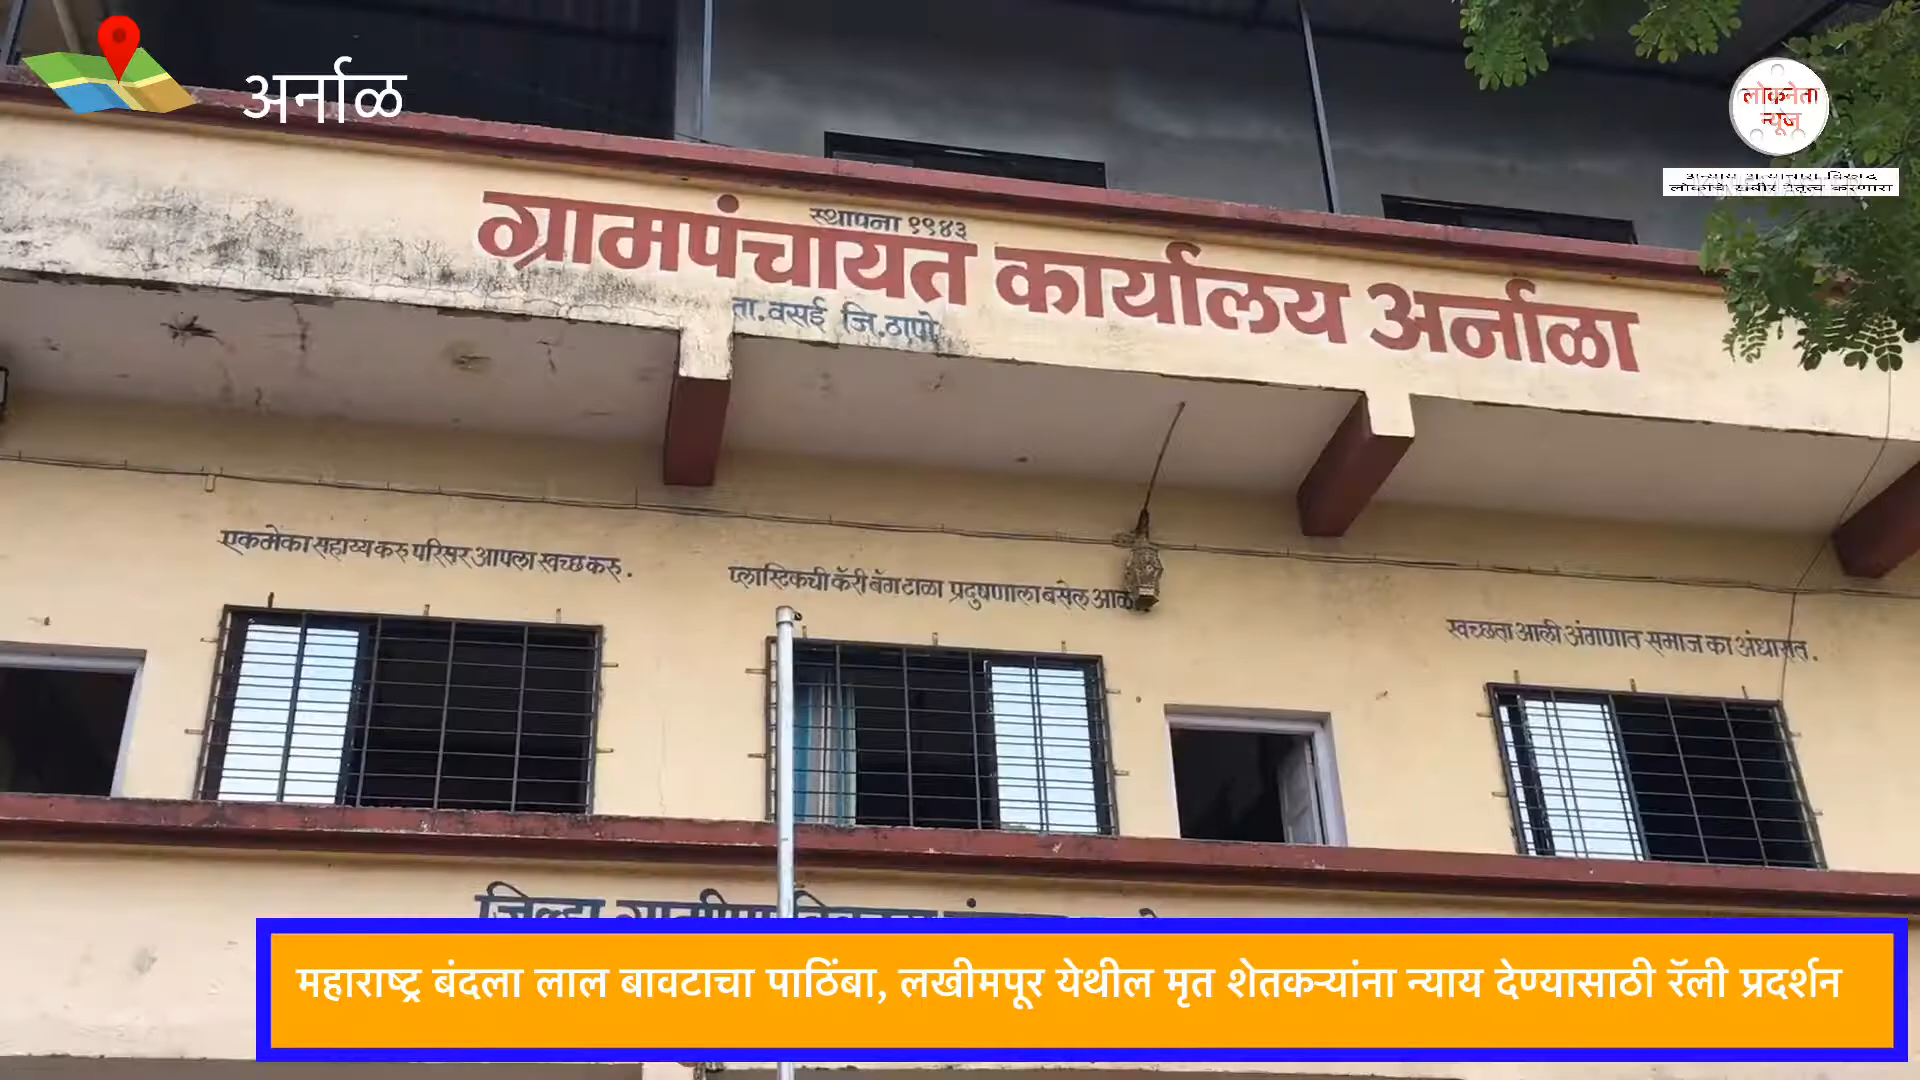 अर्नाळ
लोकनेता
न्यूज
स्थापना १९४३
ग्रामपंचायत कार्यालय अर्नाळा
ता.वसई जि.ठाणे
एकमेका सहाय्य करु परिसर आपला स्वच्छ करु.
प्लास्टिकची कॅरी बॅग टाळा प्रदुषणाला बसेल आळा
स्वच्छता आली अंगणात समाज का अंधारात.
महाराष्ट्र बंदला लाल बावटाचा पाठिंबा, लखीमपूर येथील मृत शेतकऱ्यांना न्याय देण्यासाठी रॅली प्रदर्शन